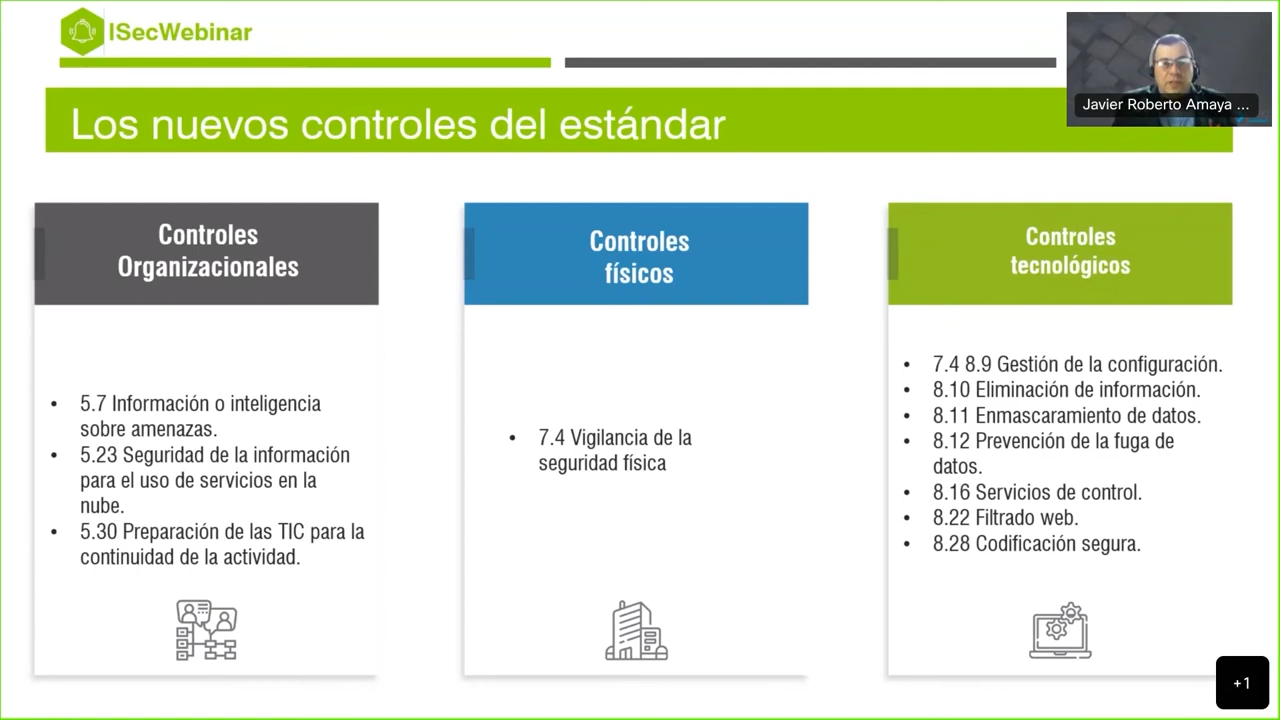 ISecWebinar
Javier Roberto Amaya ...
Los nuevos controles del estándar
Controles
Organizacionales
• 5.7 Información o inteligencia
sobre amenazas.
• 5.23 Seguridad de la información
para el uso de servicios en la
nube.
• 5.30 Preparación de las TIC para la
continuidad de la actividad.
Controles
físicos
• 7.4 Vigilancia de la
seguridad física
Controles
tecnológicos
• 7.4 8.9 Gestión de la configuración.
• 8.10 Eliminación de información.
• 8.11 Enmascaramiento de datos.
• 8.12 Prevención de la fuga de
datos.
• 8.16 Servicios de control.
• 8.22 Filtrado web.
• 8.28 Codificación segura.
+1